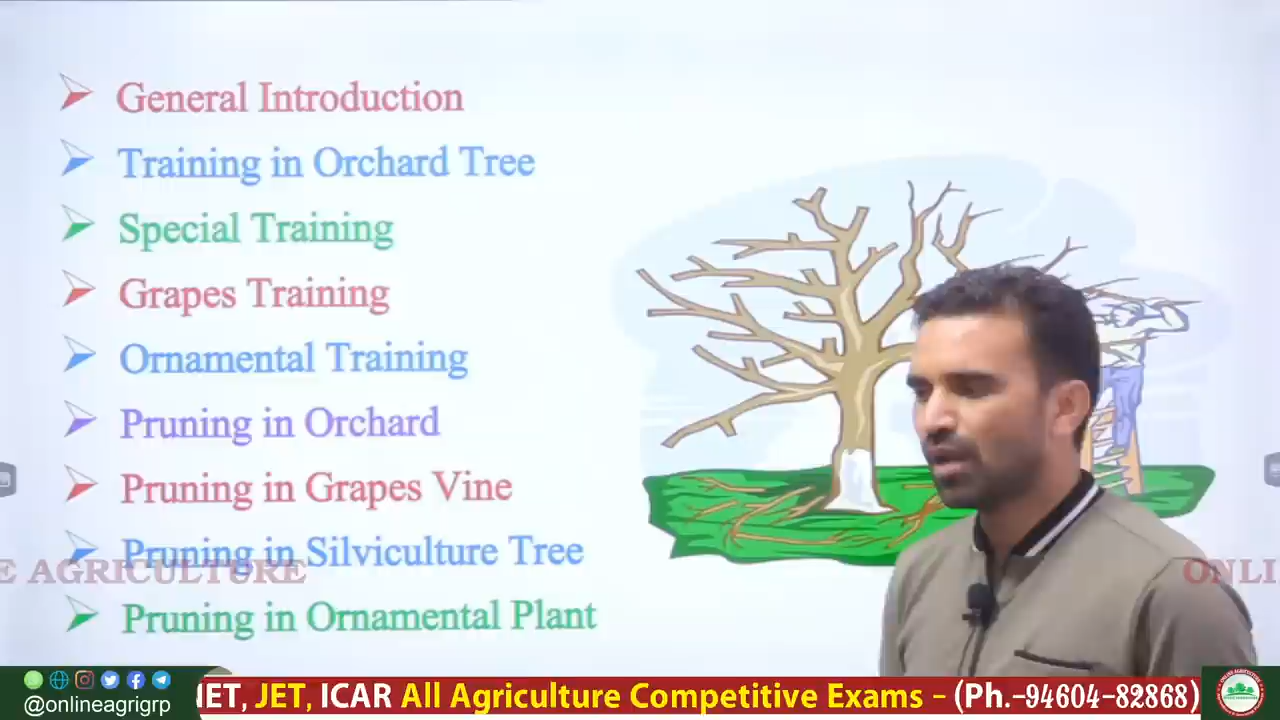 General Introduction
Training in Orchard Tree
Special Training
Grapes Training
Ornamental Training
Pruning in Orchard
Pruning in Grapes Vine
Pruning in Silviculture Tree
E AGRICULTURE
ONLI
Pruning in Ornamental Plant
@onlineagrigrp
NET, JET, ICAR All Agriculture Competitive Exams – (Ph.–94604–82868)